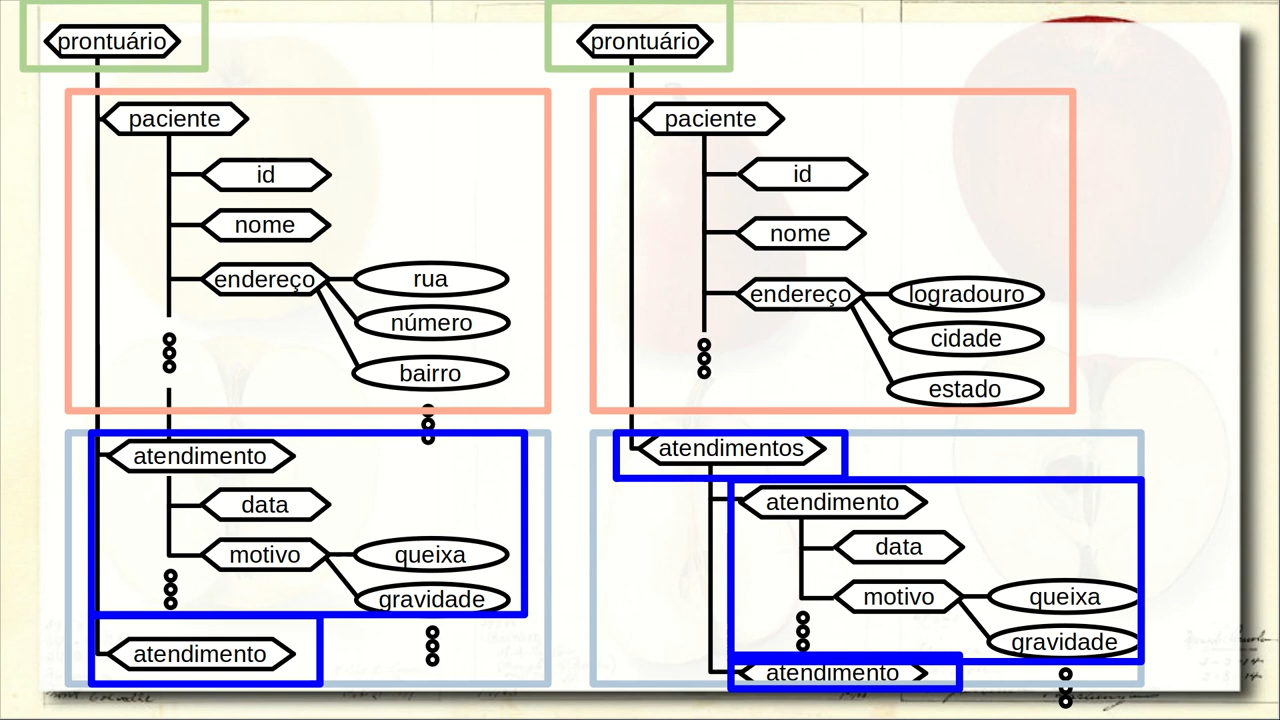 prontuário
paciente
id
nome
endereço
rua
número
bairro
atendimento
data
motivo
queixa
gravidade
atendimento
prontuário
paciente
id
nome
endereço
logradouro
cidade
estado
atendimentos
atendimento
data
motivo
queixa
gravidade
atendimento